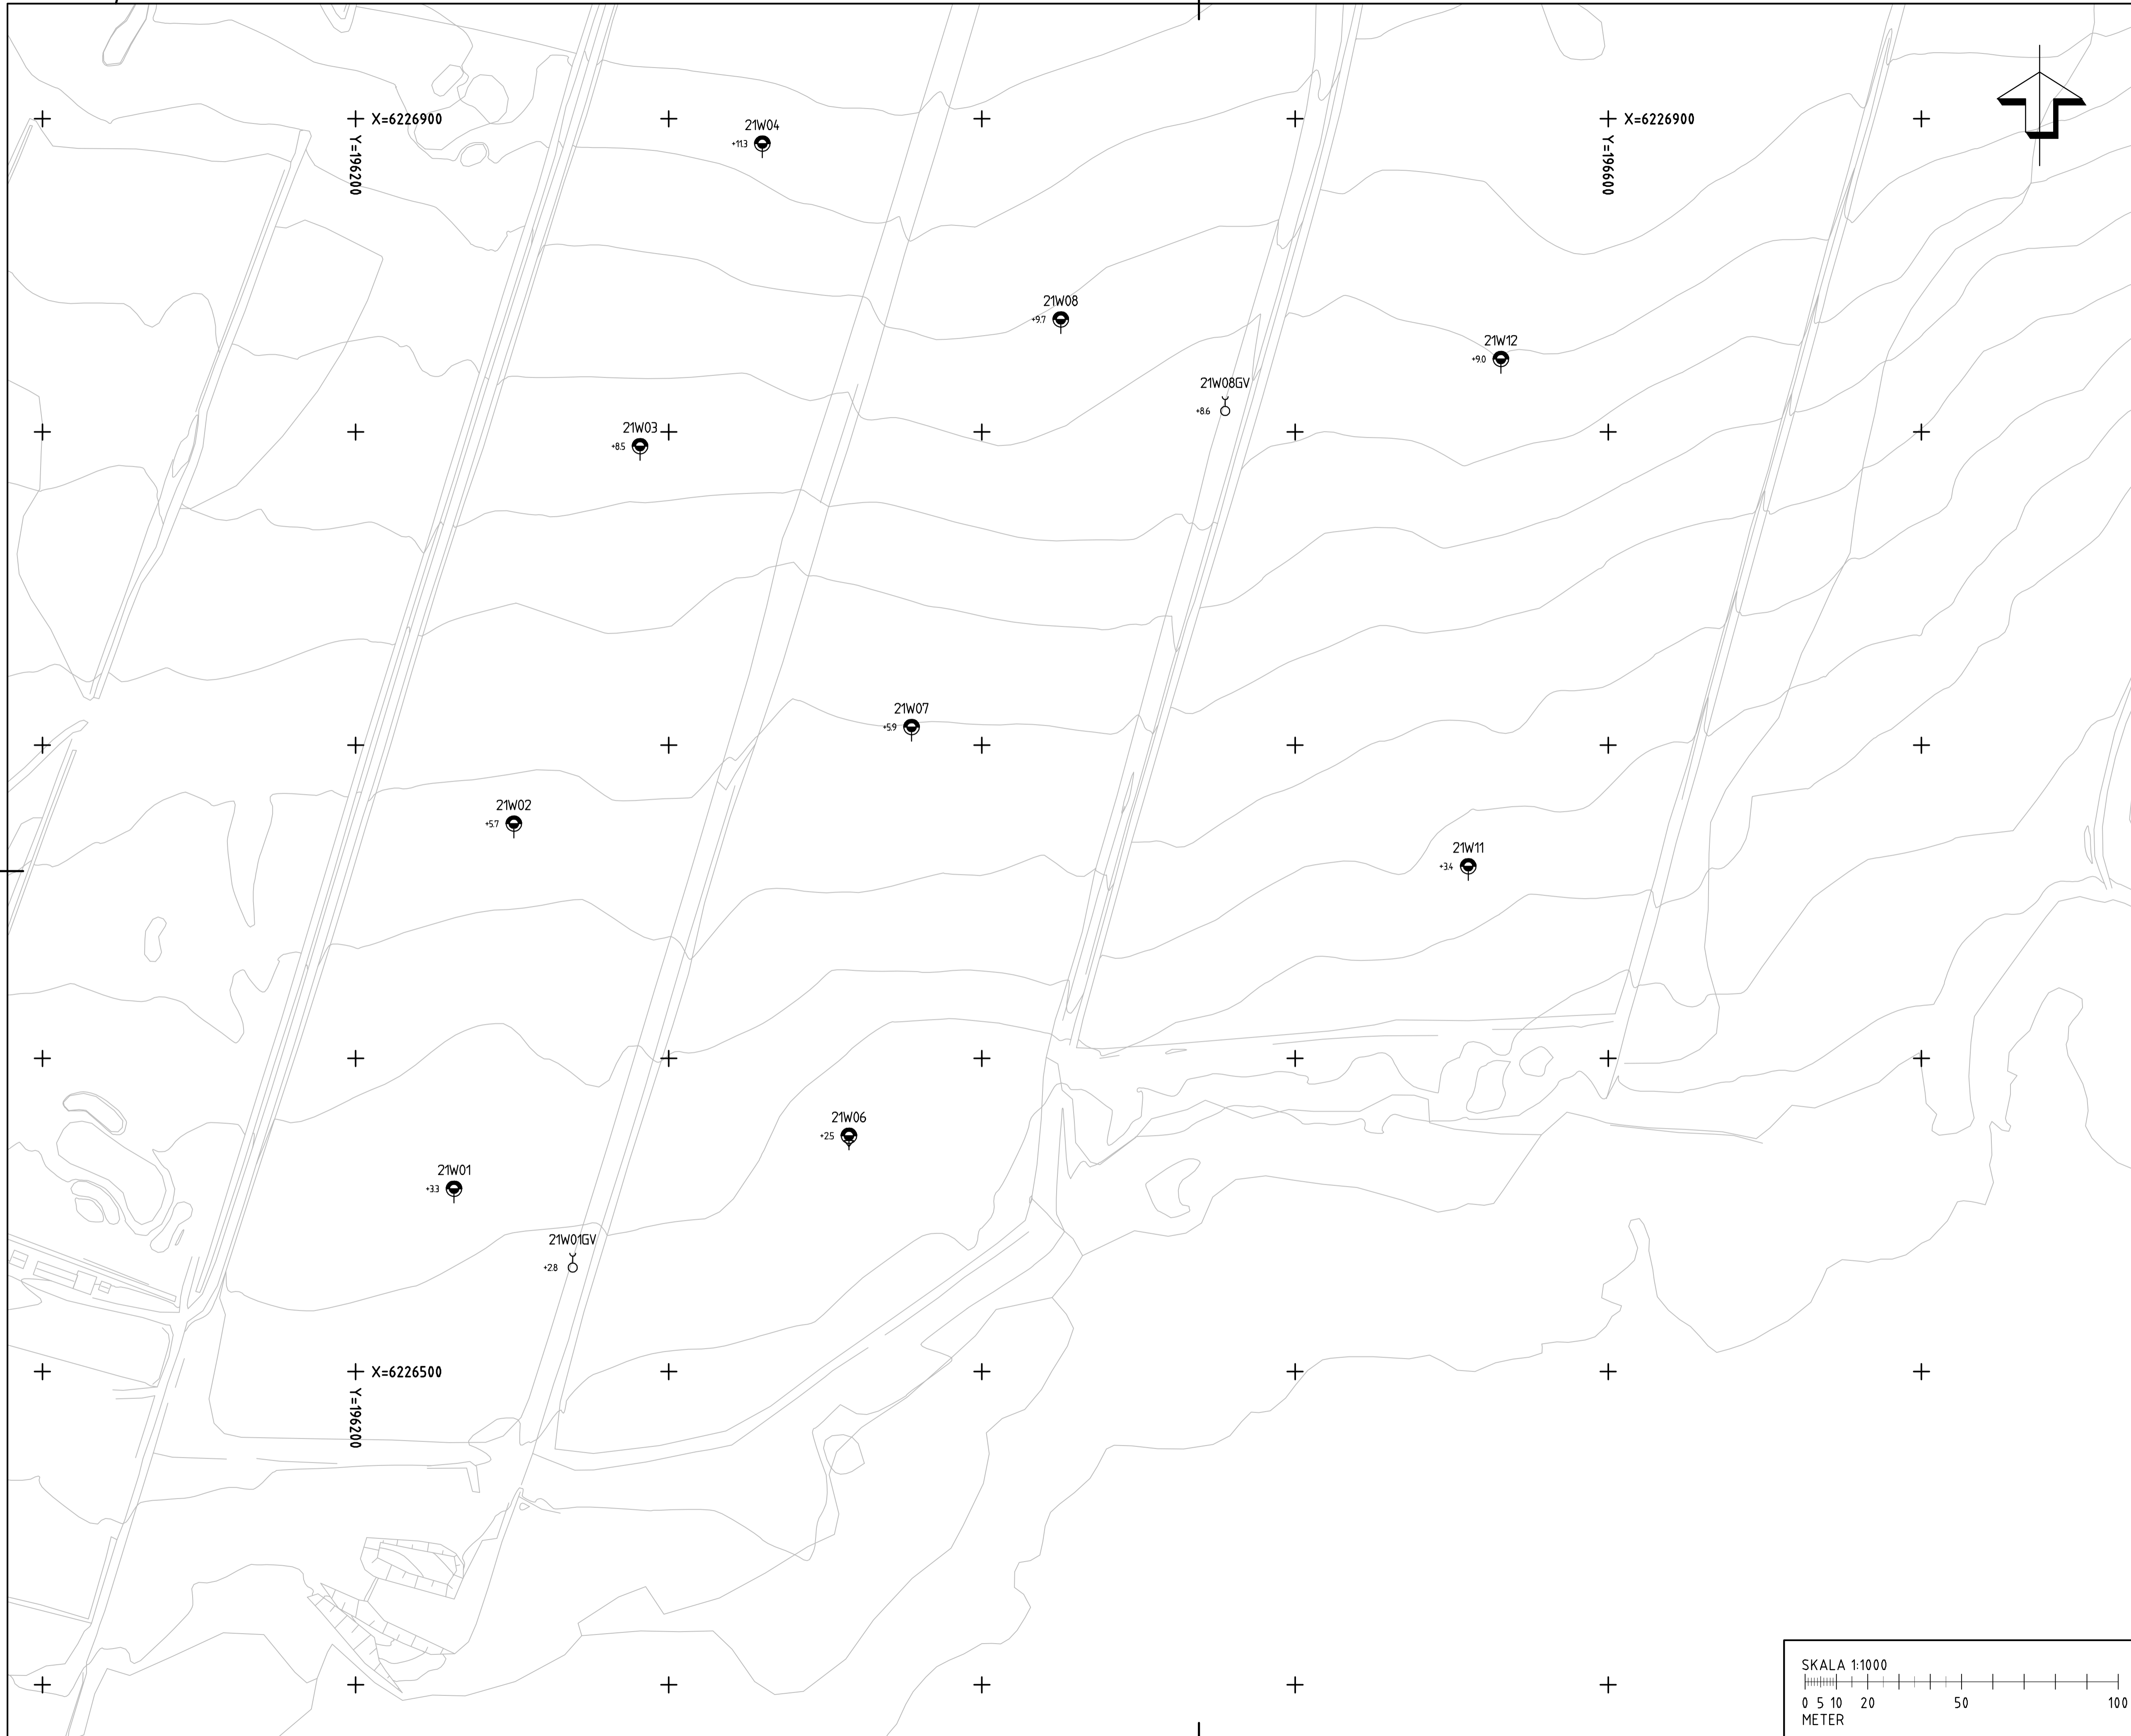 X=6226900
Y=196200
21W04
+11.3
X=6226900
Y=196600
21W08
+9.7
21W12
+9.0
21W08GV
+8.6
21W03
+8.5
21W07
+5.9
21W02
+5.7
21W11
+3.4
21W06
+2.5
21W01
+3.3
21W01GV
+2.8
X=6226500
Y=196200
SKALA 1:1000
0 5 10 20 50 100
METER